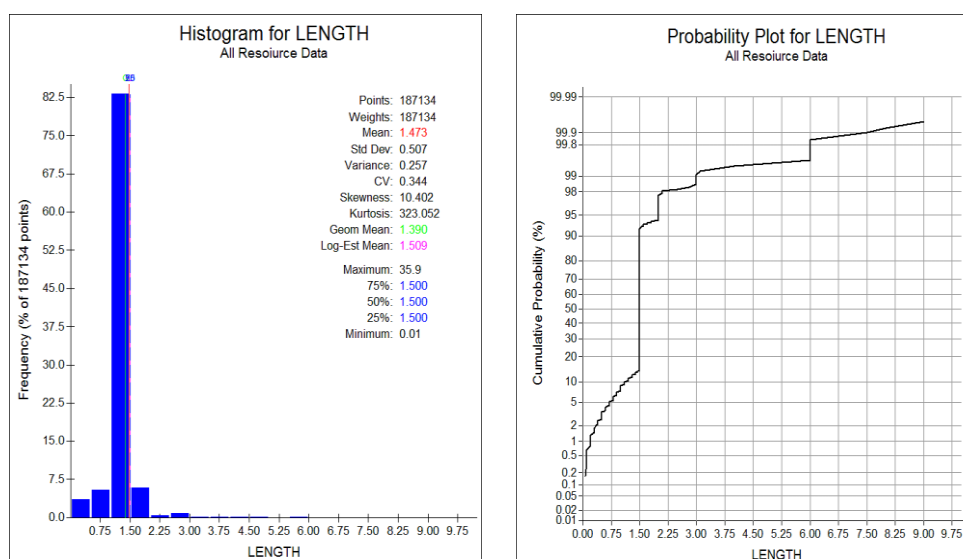 Histogram for LENGTH
All Resoiurce Data
Frequency (% of 187134 points)
82.5
75.0
67.5
60.0
52.5
45.0
37.5
30.0
22.5
15.0
7.5
0.0
Points: 187134
Weights: 187134
Mean: 1.473
Std Dev: 0.507
Variance: 0.257
CV: 0.344
Skewness: 10.402
Kurtosis: 323.052
Geom Mean: 1.390
Log-Est Mean: 1.509
Maximum: 35.9
75%: 1.500
50%: 1.500
25%: 1.500
Minimum: 0.01
0.75 1.50 2.25 3.00 3.75 4.50 5.25 6.00 6.75 7.50 8.25 9.00 9.75
LENGTH
Probability Plot for LENGTH
All Resoiurce Data
Cumulative Probability (%)
99.99
99.9
99.8
99
98
95
90
80
70
60
50
40
30
20
10
5
2
1
0.5
0.2
0.1
0.05
0.02
0.01
0.00 0.75 1.50 2.25 3.00 3.75 4.50 5.25 6.00 6.75 7.50 8.25 9.00 9.75
LENGTH